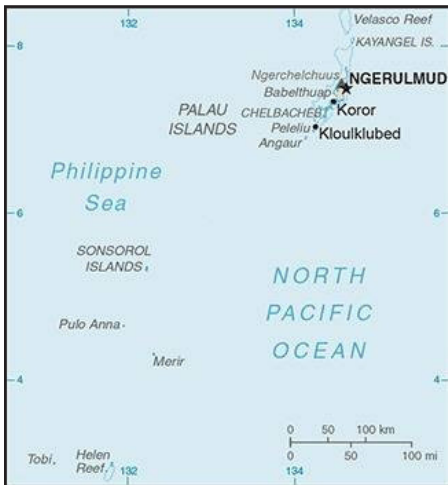 132
134
8
Velasco Reef
KAYANGEL IS.
Ngerchelchuus
NGERULMUD
Babelthuap
CHELBACHEB
Koror
PALAU
ISLANDS
Peleliu
Kloulklubed
Angaur
Philippine
Sea
6
6
SONSOROL
ISLANDS
NORTH
PACIFIC
OCEAN
Pulo Anna
Merir
4
4
0 50 100 km
0 50 100 mi
Tobi
Helen
Reef
132
134